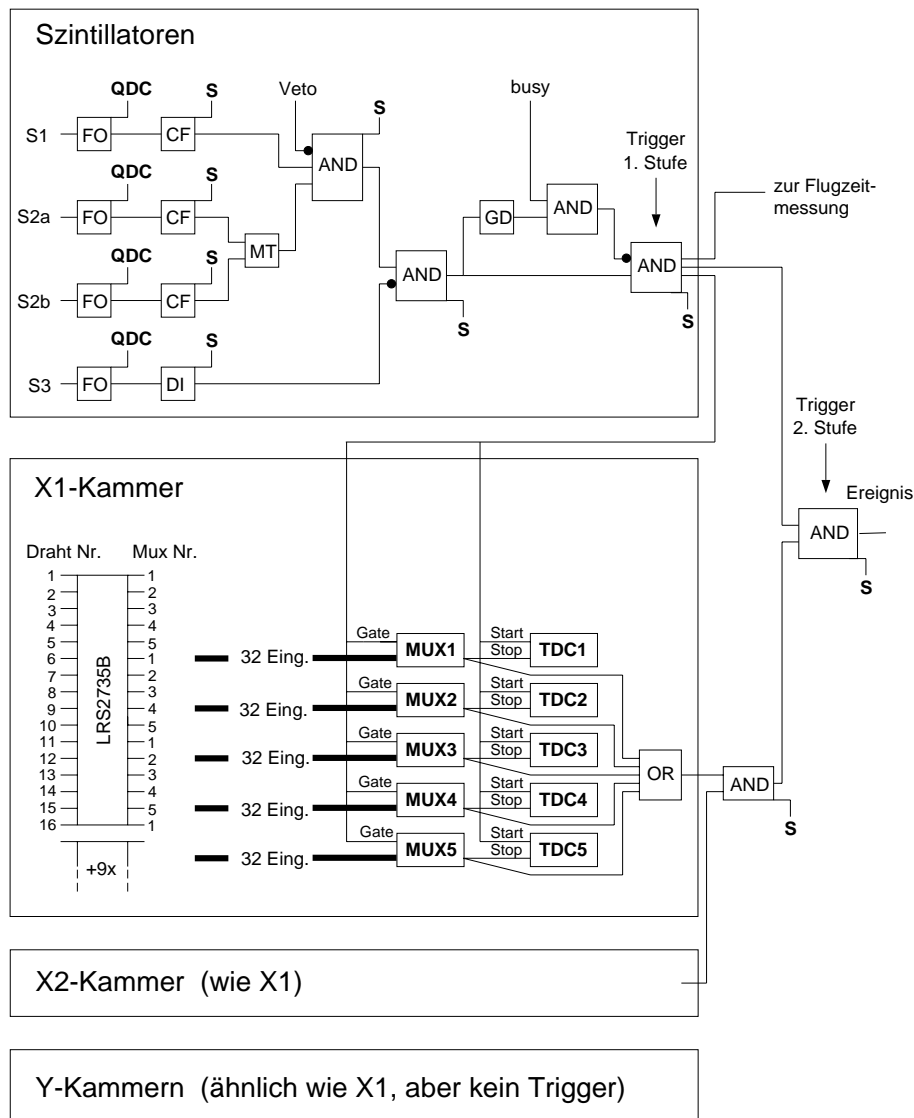 Szintillatoren
QDC S Veto busy
S1 FO CF AND S
Trigger
1. Stufe
QDC S
S2a FO CF MT GD AND
zur Flugzeit-
messung
QDC S
S2b FO CF AND S AND S
QDC S
S3 FO DI
Trigger
2. Stufe
Ereignis
AND
S
X1-Kammer
Draht Nr. Mux Nr.
1 1
2 2
3 3
4 4
5 5
6 1
7 2
8 3
9 4
10 5
11 1
12 2
13 3
14 4
15 5
16 1
LRS2735B
+9x
32 Eing. Gate MUX1 Start Stop TDC1
32 Eing. Gate MUX2 Start Stop TDC2
32 Eing. Gate MUX3 Start Stop TDC3
32 Eing. Gate MUX4 Start Stop TDC4
32 Eing. Gate MUX5 Start Stop TDC5
OR AND
S
X2-Kammer (wie X1)
Y-Kammern (ähnlich wie X1, aber kein Trigger)